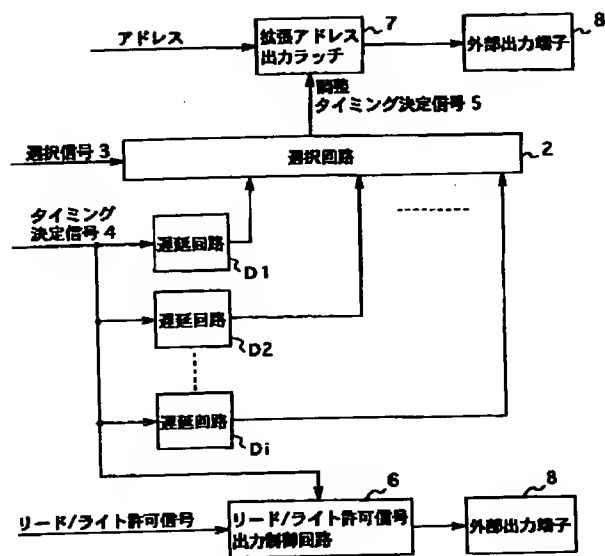 アドレス
拡張アドレス
出力ラッチ
7
外部出力端子
8
調整
タイミング決定信号 5
選択信号 3
選択回路
2
タイミング
決定信号 4
遅延回路
D1
遅延回路
D2
遅延回路
Di
6
8
リード/ライト許可信号
リード/ライト許可信号
出力制御回路
外部出力端子